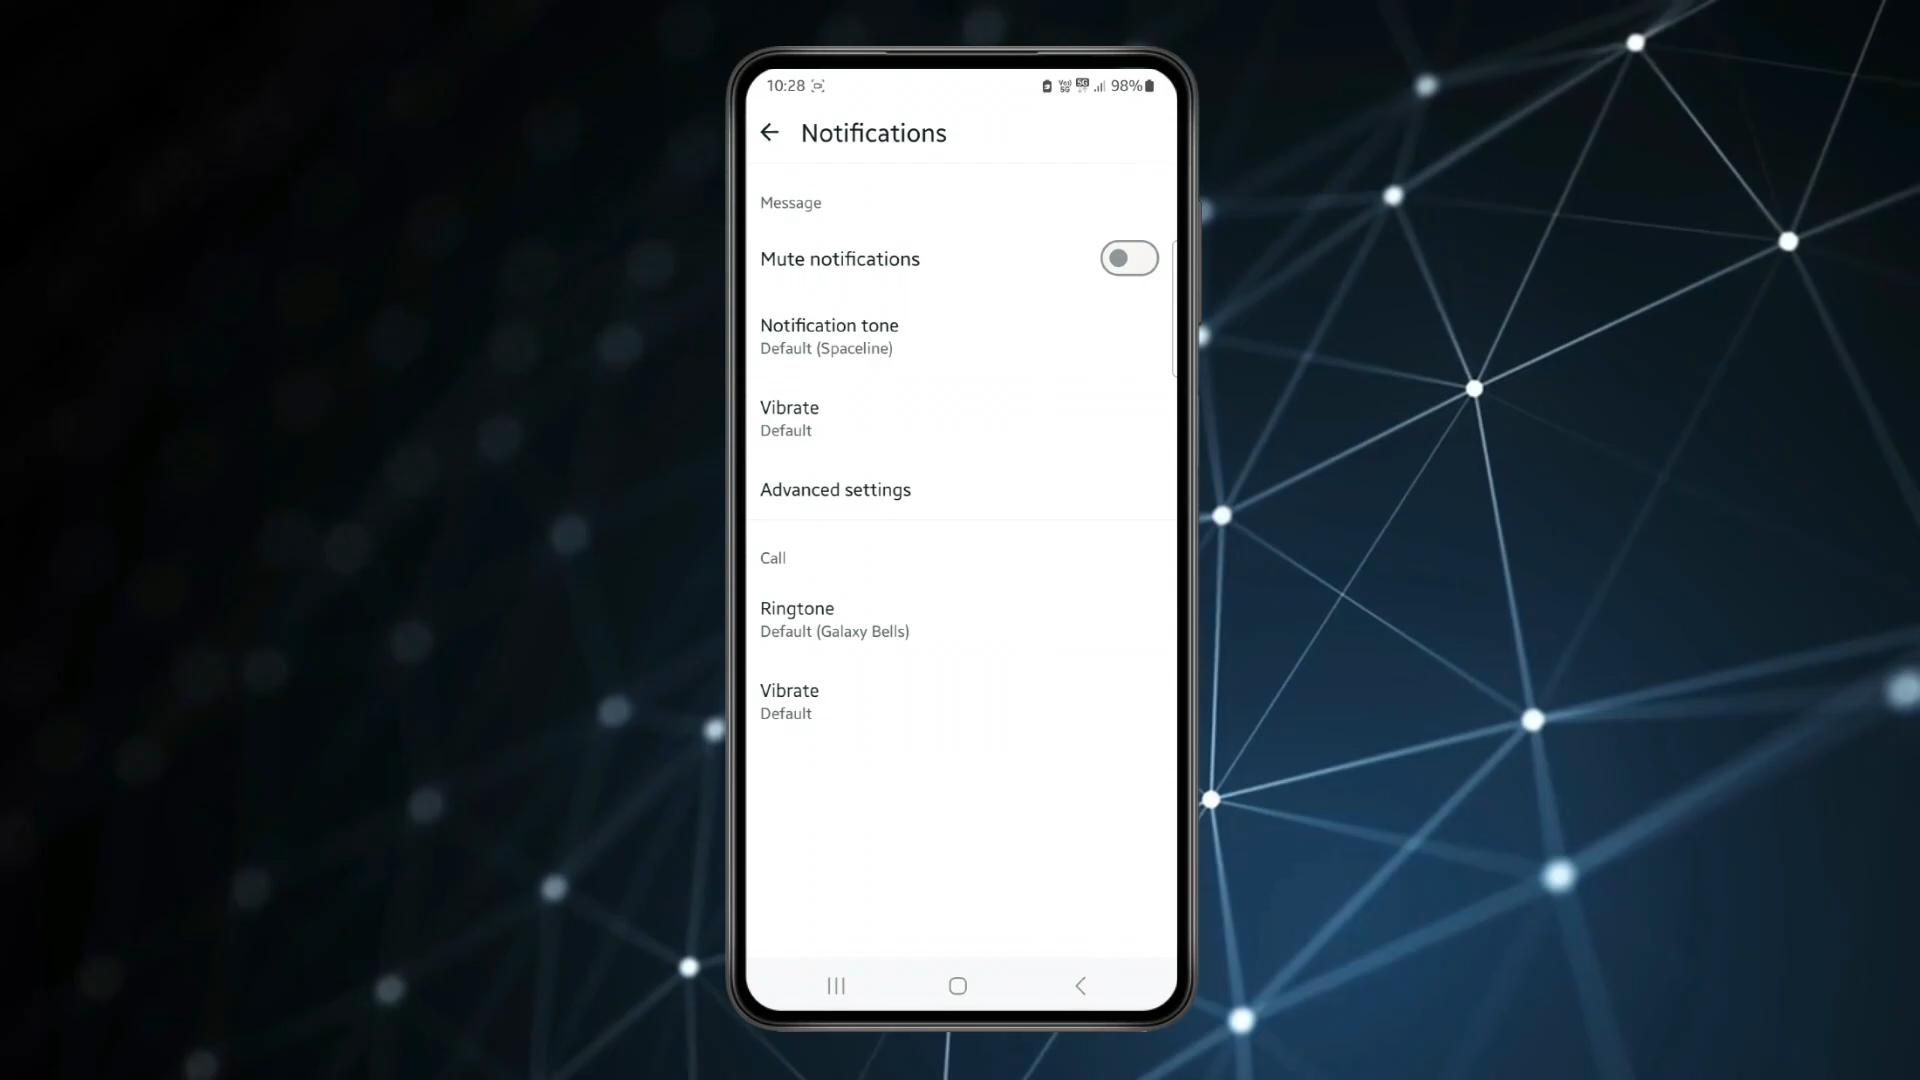 10:28
98%
Notifications
Message
Mute notifications
Notification tone
Default (Spaceline)
Vibrate
Default
Advanced settings
Call
Ringtone
Default (Galaxy Bells)
Vibrate
Default